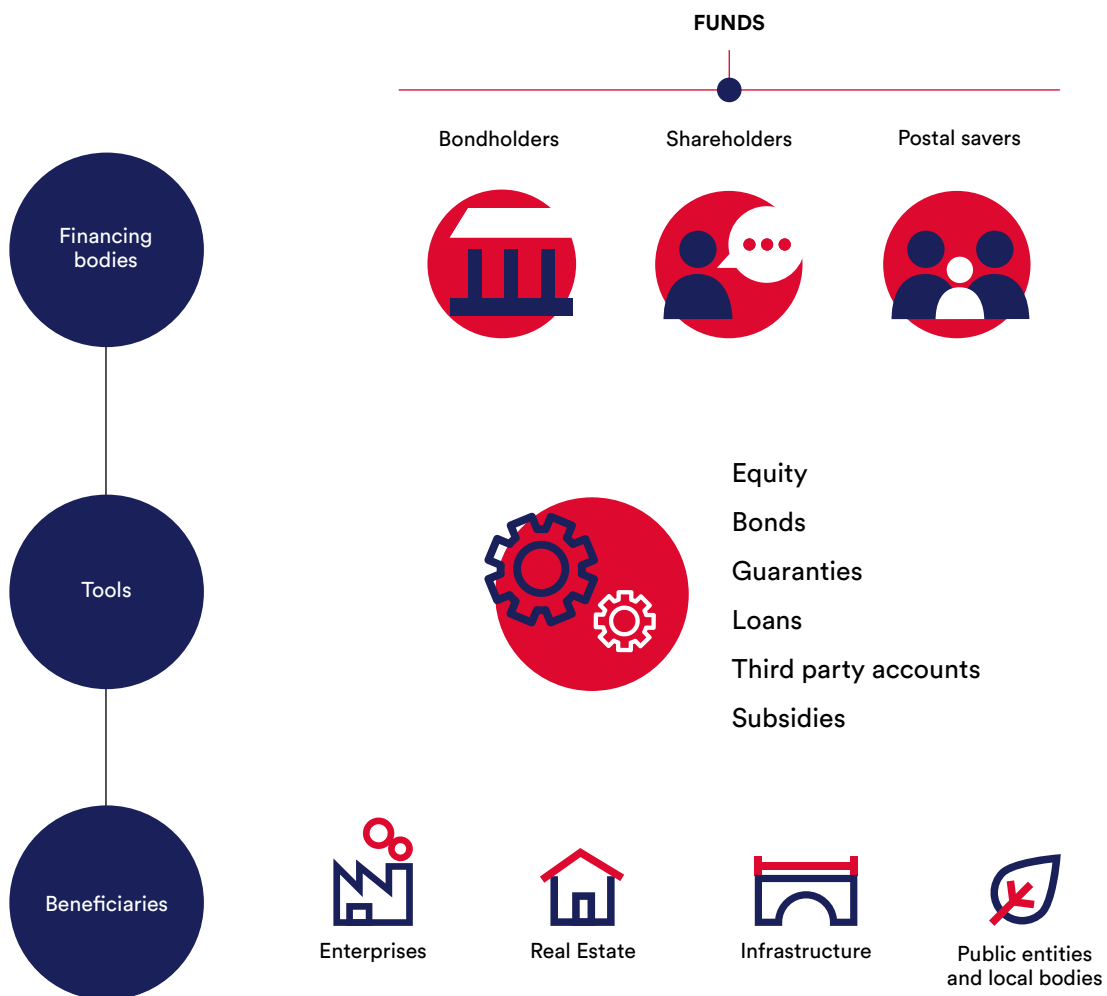 FUNDS
Bondholders
Shareholders
Postal savers
Financing
bodies
Equity
Bonds
Guaranties
Loans
Third party accounts
Subsidies
Tools
Beneficiaries
Enterprises
Real Estate
Infrastructure
Public entities
and local bodies